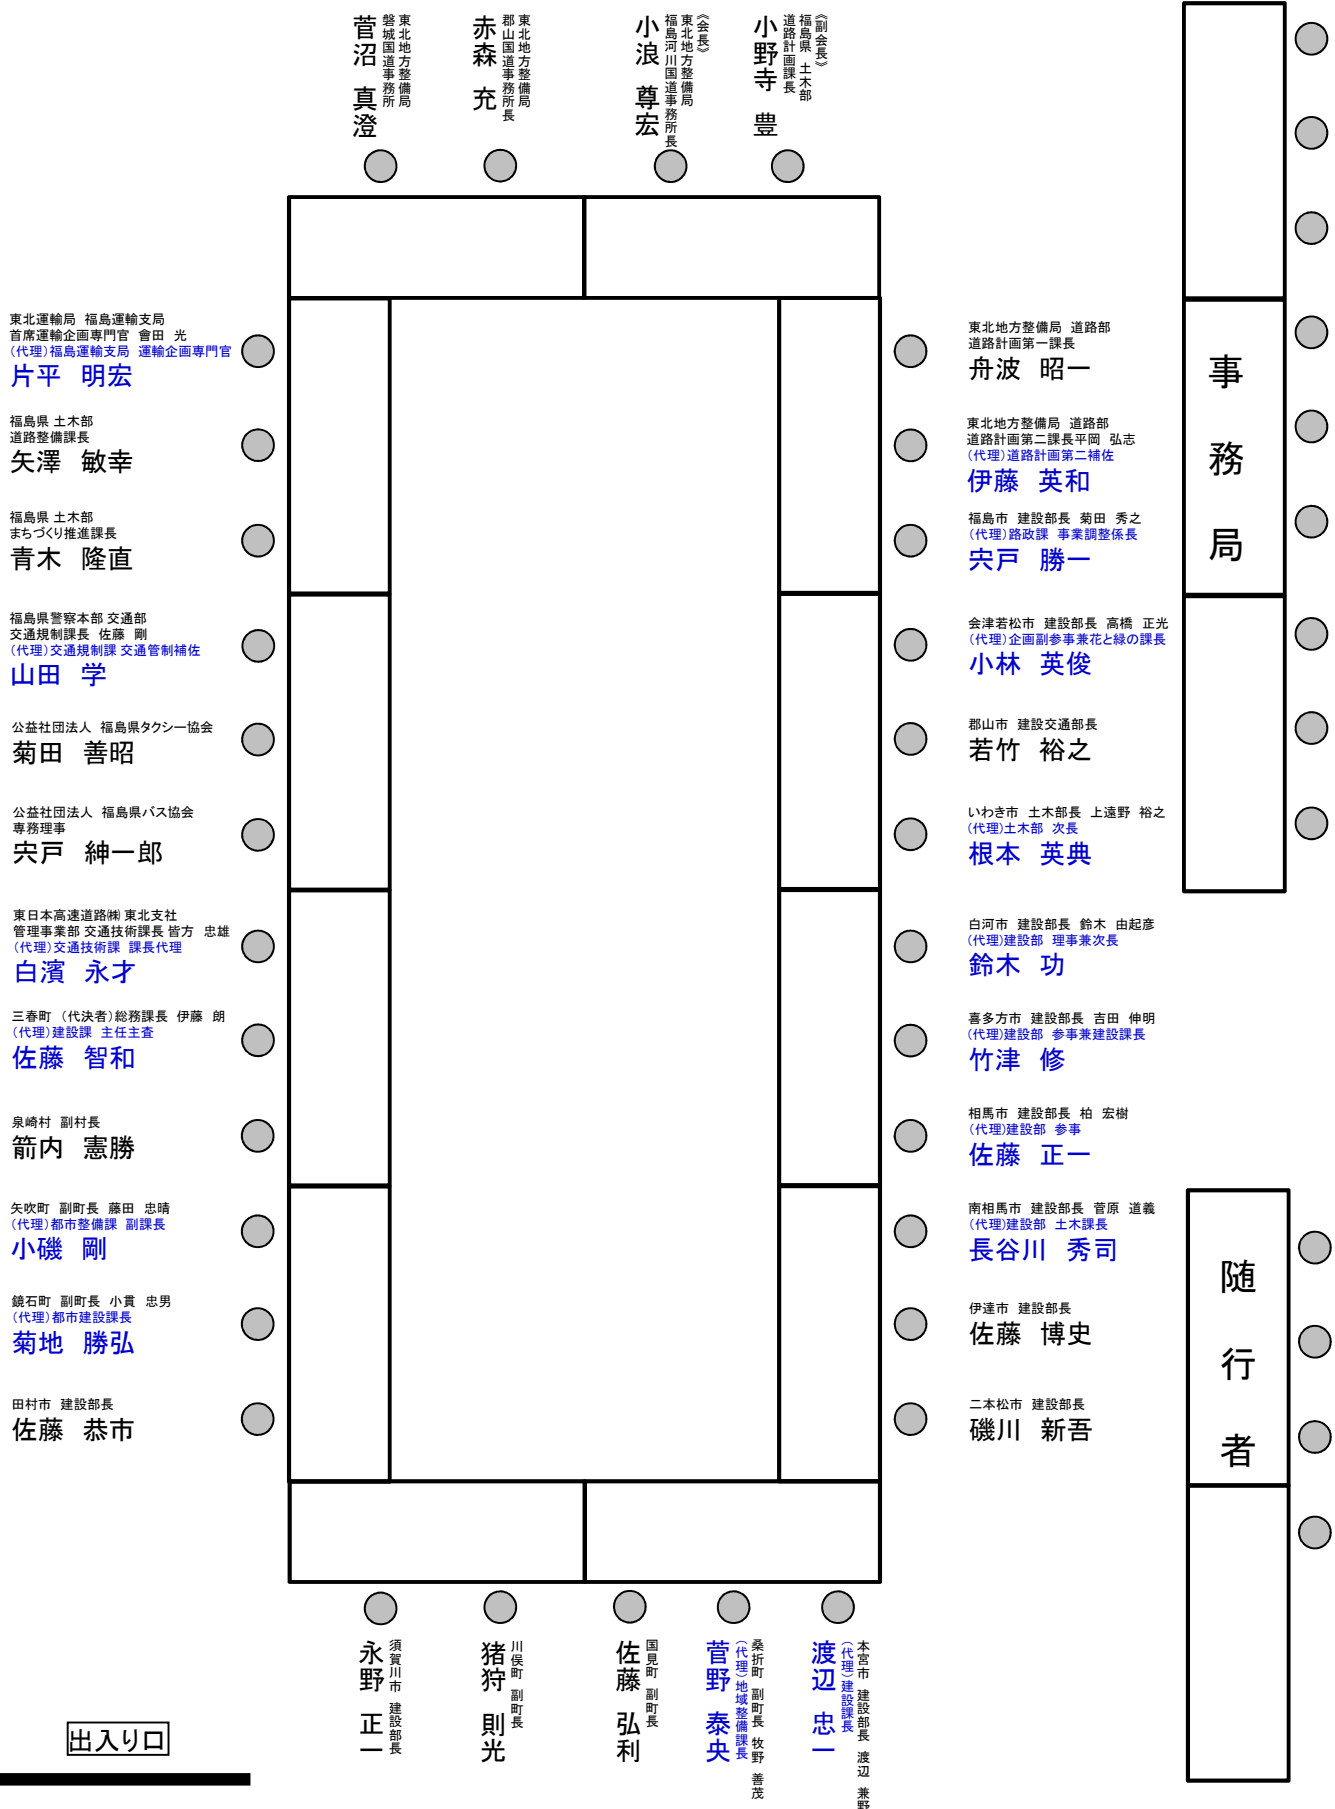 《副会長》
福島県 土木部
道路計画課長
小野寺 豊
《会長》
東北地方整備局
福島河川国道事務所長
小浪 尊宏
東北地方整備局
郡山国道事務所長
赤森 充
東北地方整備局
磐城国道事務所
菅沼 真澄
東北運輸局 福島運輸支局
首席運輸企画専門官 會田 光
(代理)福島運輸支局 運輸企画専門官
片平 明宏
福島県 土木部
道路整備課長
矢澤 敏幸
福島県 土木部
まちづくり推進課長
青木 隆直
福島県警察本部 交通部
交通規制課長 佐藤 剛
(代理)交通規制課 交通管制補佐
山田 学
公益社団法人 福島県タクシー協会
菊田 善昭
公益社団法人 福島県バス協会
専務理事
宍戸 紳一郎
東日本高速道路㈱ 東北支社
管理事業部 交通技術課長 皆方 忠雄
(代理)交通技術課 課長代理
白濱 永才
三春町 (代決者)総務課長 伊藤 朗
(代理)建設課 主任主査
佐藤 智和
泉崎村 副村長
箭内 憲勝
矢吹町 副町長 藤田 忠晴
(代理)都市整備課 副課長
小磯 剛
鏡石町 副町長 小貫 忠男
(代理)都市建設課長
菊地 勝弘
田村市 建設部長
佐藤 恭市
東北地方整備局 道路部
道路計画第一課長
舟波 昭一
東北地方整備局 道路部
道路計画第二課長平岡 弘志
(代理)道路計画第二補佐
伊藤 英和
福島市 建設部長 菊田 秀之
(代理)路政課 事業調整係長
宍戸 勝一
会津若松市 建設部長 高橋 正光
(代理)企画副参事兼花と緑の課長
小林 英俊
郡山市 建設交通部長
若竹 裕之
いわき市 土木部長 上遠野 裕之
(代理)土木部 次長
根本 英典
白河市 建設部長 鈴木 由起彦
(代理)建設部 理事兼次長
鈴木 功
喜多方市 建設部長 吉田 伸明
(代理)建設部 参事兼建設課長
竹津 修
相馬市 建設部長 柏 宏樹
(代理)建設部 参事
佐藤 正一
南相馬市 建設部長 菅原 道義
(代理)建設部 土木課長
長谷川 秀司
伊達市 建設部長
佐藤 博史
二本松市 建設部長
磯川 新吾
事務局
随行者
本宮市 建設部長 渡辺 兼野
(代理)建設課長
渡辺 忠一
桑折町 副町長 牧野 善茂
(代理)地域整備課長
菅野 泰央
国見町 副町長
佐藤 弘利
川俣町 副町長
猪狩 則光
須賀川市 建設部長
永野 正一
出入り口